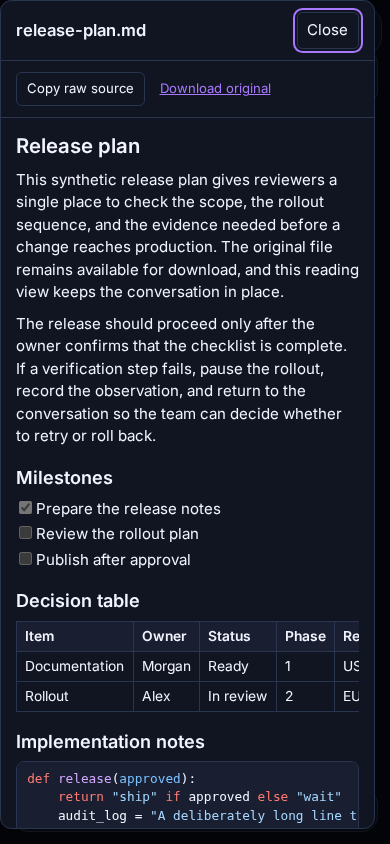 release-plan.md
Close
Copy raw source
Download original
Release plan
This synthetic release plan gives reviewers a
single place to check the scope, the rollout
sequence, and the evidence needed before a
change reaches production. The original file
remains available for download, and this reading
view keeps the conversation in place.
The release should proceed only after the
owner confirms that the checklist is complete.
If a verification step fails, pause the rollout,
record the observation, and return to the
conversation so the team can decide whether
to retry or roll back.
Milestones
Prepare the release notes
Review the rollout plan
Publish after approval
Decision table
Item Owner Status Phase Re
Documentation Morgan Ready 1 US
Rollout Alex In review 2 EU
Implementation notes
def release(approved):
    return "ship" if approved else "wait"
    audit_log = "A deliberately long line t